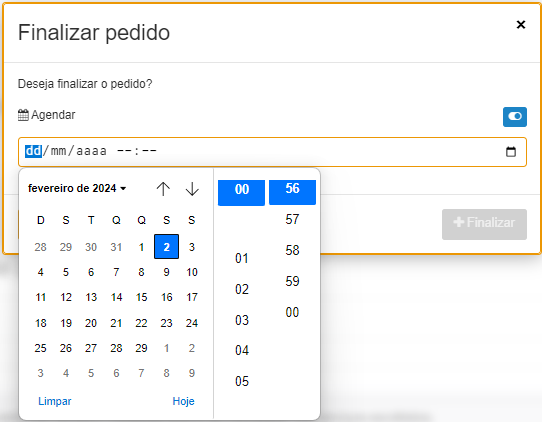 Finalizar pedido
×
Deseja finalizar o pedido?
Agendar
dd/mm/aaaa --:--
fevereiro de 2024
D S T Q Q S S
28 29 30 31 1 2 3
4 5 6 7 8 9 10
11 12 13 14 15 16 17
18 19 20 21 22 23 24
25 26 27 28 29 1 2
3 4 5 6 7 8 9
Limpar Hoje
00 56
57
01 58
02 59
03 00
04
05
+ Finalizar